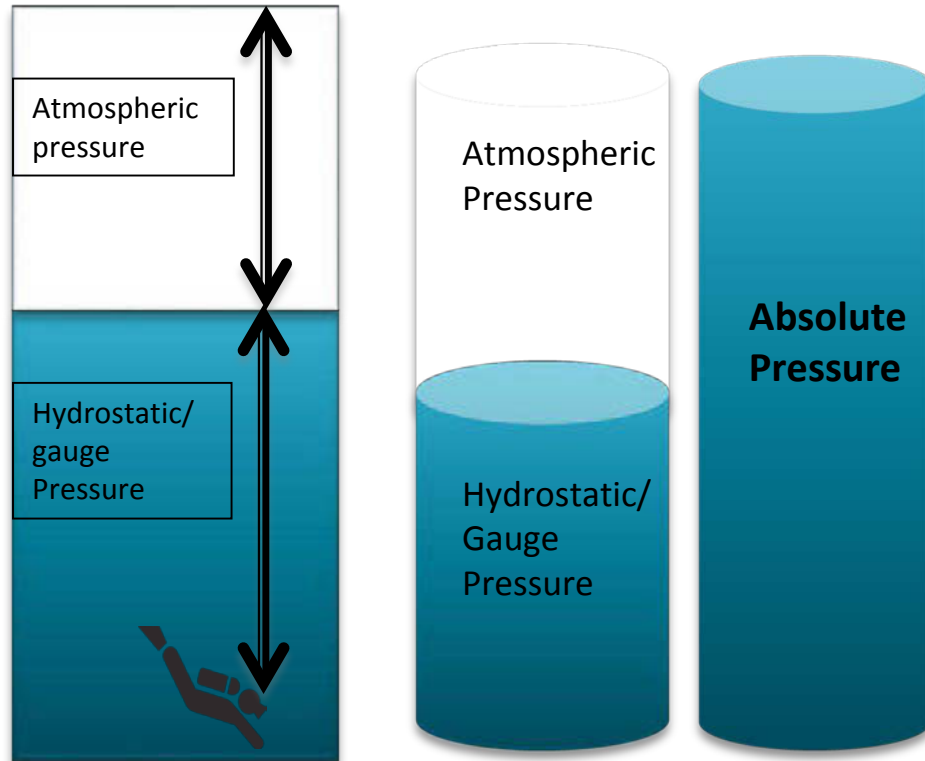 Atmospheric
pressure
Hydrostatic/
gauge
Pressure
Atmospheric
Pressure
Hydrostatic/
Gauge
Pressure
Absolute
Pressure